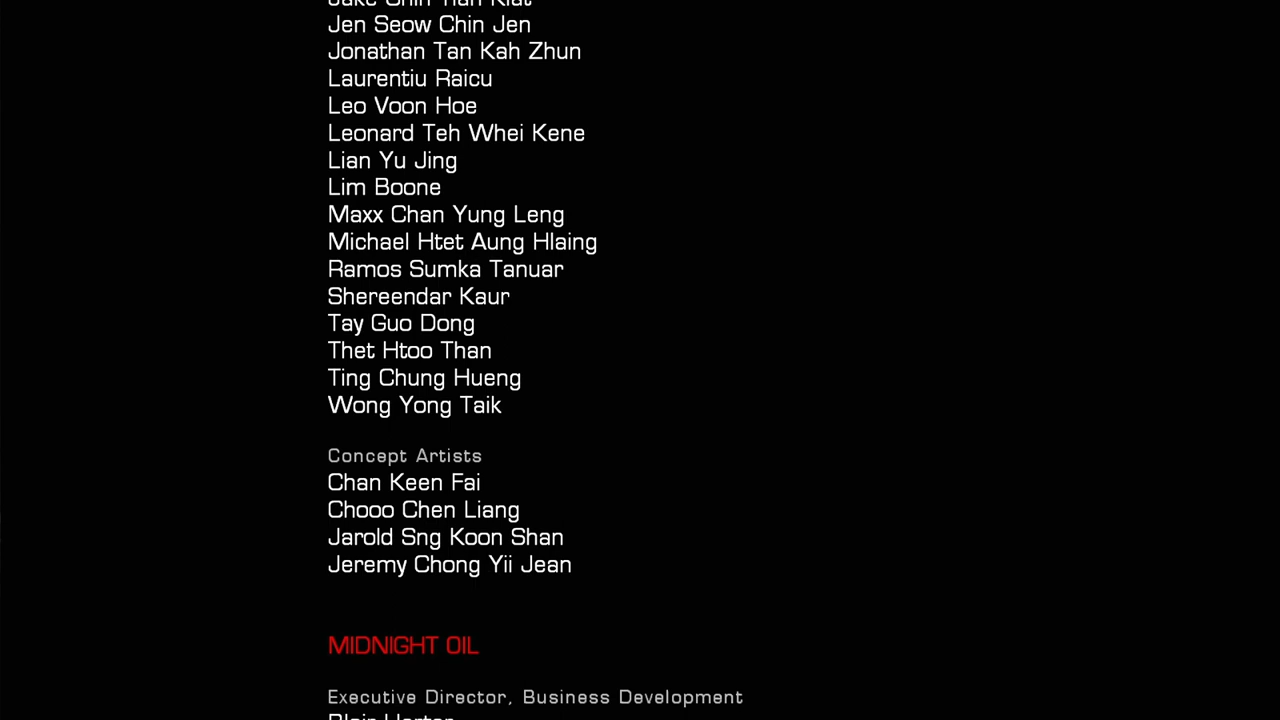 Jen Seow Chin Jen
Jonathan Tan Kah Zhun
Laurentiu Raicu
Leo Voon Hoe
Leonard Teh Whei Kene
Lian Yu Jing
Lim Boone
Maxx Chan Yung Leng
Michael Htet Aung Hlaing
Ramos Sumka Tanuar
Shereendar Kaur
Tay Guo Dong
Thet Htoo Than
Ting Chung Hueng
Wong Yong Taik
Concept Artists
Chan Keen Fai
Chooo Chen Liang
Jarold Sng Koon Shan
Jeremy Chong Yii Jean
MIDNIGHT OIL
Executive Director, Business Development